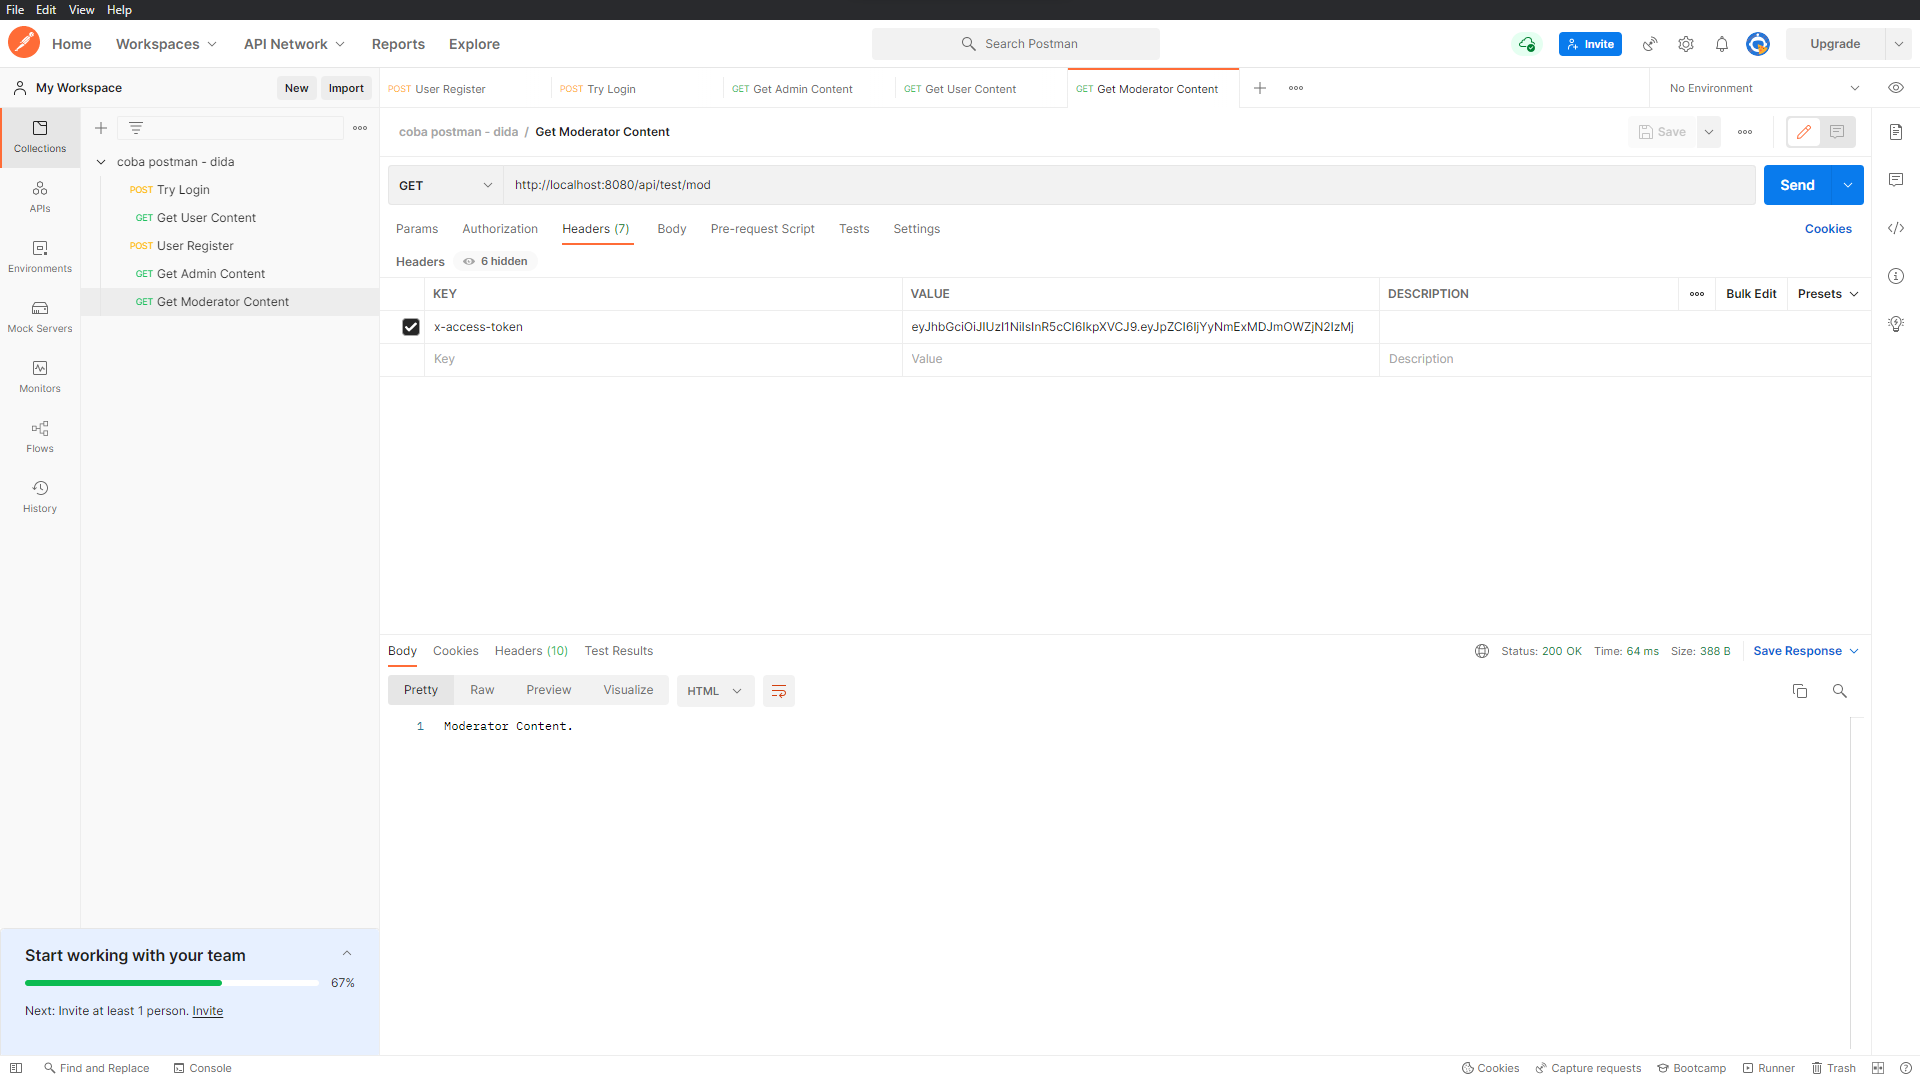 File Edit View Help
Home Workspaces API Network Reports Explore
Search Postman
Invite
Upgrade
My Workspace
New Import
POST User Register
POST Try Login
GET Get Admin Content
GET Get User Content
GET Get Moderator Content
No Environment
Collections
APIs
Environments
Mock Servers
Monitors
Flows
History
coba postman - dida
POST Try Login
GET Get User Content
POST User Register
GET Get Admin Content
GET Get Moderator Content
coba postman - dida / Get Moderator Content
Save
GET http://localhost:8080/api/test/mod
Send
Params Authorization Headers (7) Body Pre-request Script Tests Settings
Cookies
Headers 6 hidden
KEY VALUE DESCRIPTION Bulk Edit Presets
x-access-token eyJhbGciOiJIUzI1NiIsInR5cCI6IkpXVCJ9.eyJpZCI6IjYyNmExMDJmOWZjN2IzMj
Key Value Description
Body Cookies Headers (10) Test Results
Status: 200 OK Time: 64 ms Size: 388 B Save Response
Pretty Raw Preview Visualize HTML
1 Moderator Content.
Start working with your team
67%
Next: Invite at least 1 person. Invite
Find and Replace Console
Cookies Capture requests Bootcamp Runner Trash